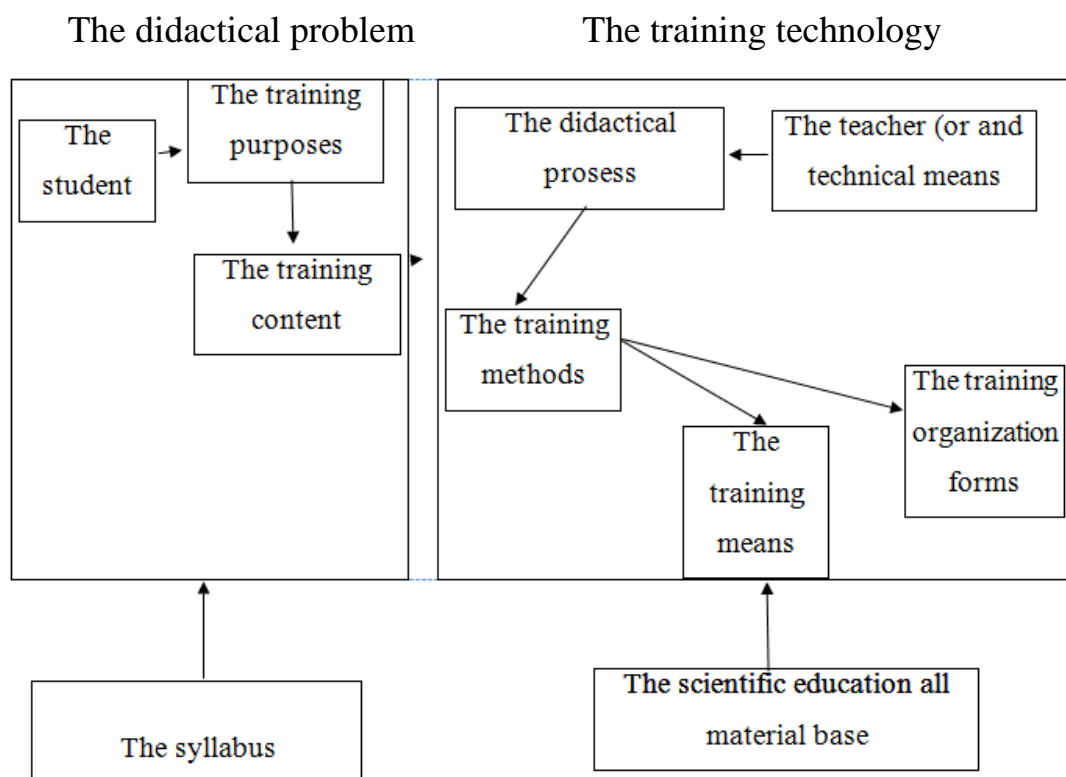 The didactical problem
The training technology
The training
purposes
The
student
The training
content
The didactical
prosess
The teacher (or and
technical means
The training
methods
The training
organization
forms
The
training
means
The syllabus
The scientific education all
material base